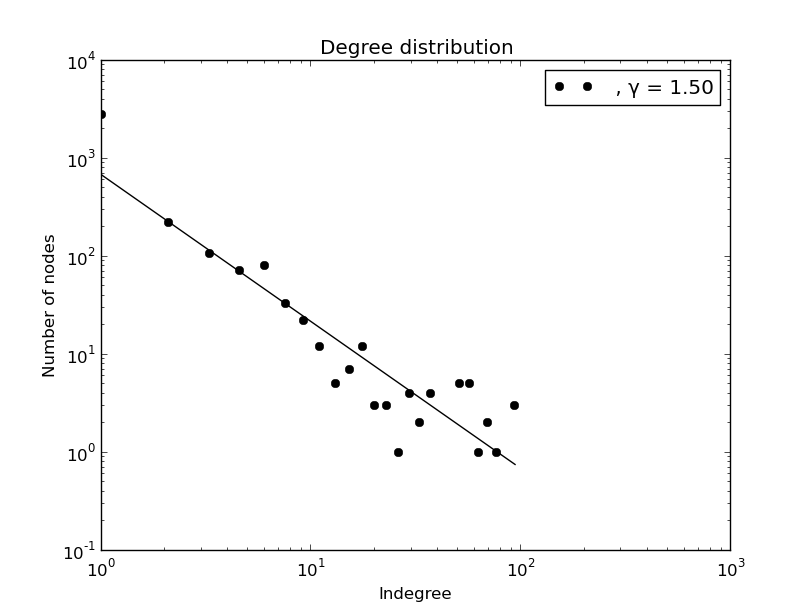 Degree distribution
, γ = 1.50
10^4
10^3
10^2
10^1
10^0
10^-1
Number of nodes
10^0 10^1 10^2 10^3
Indegree